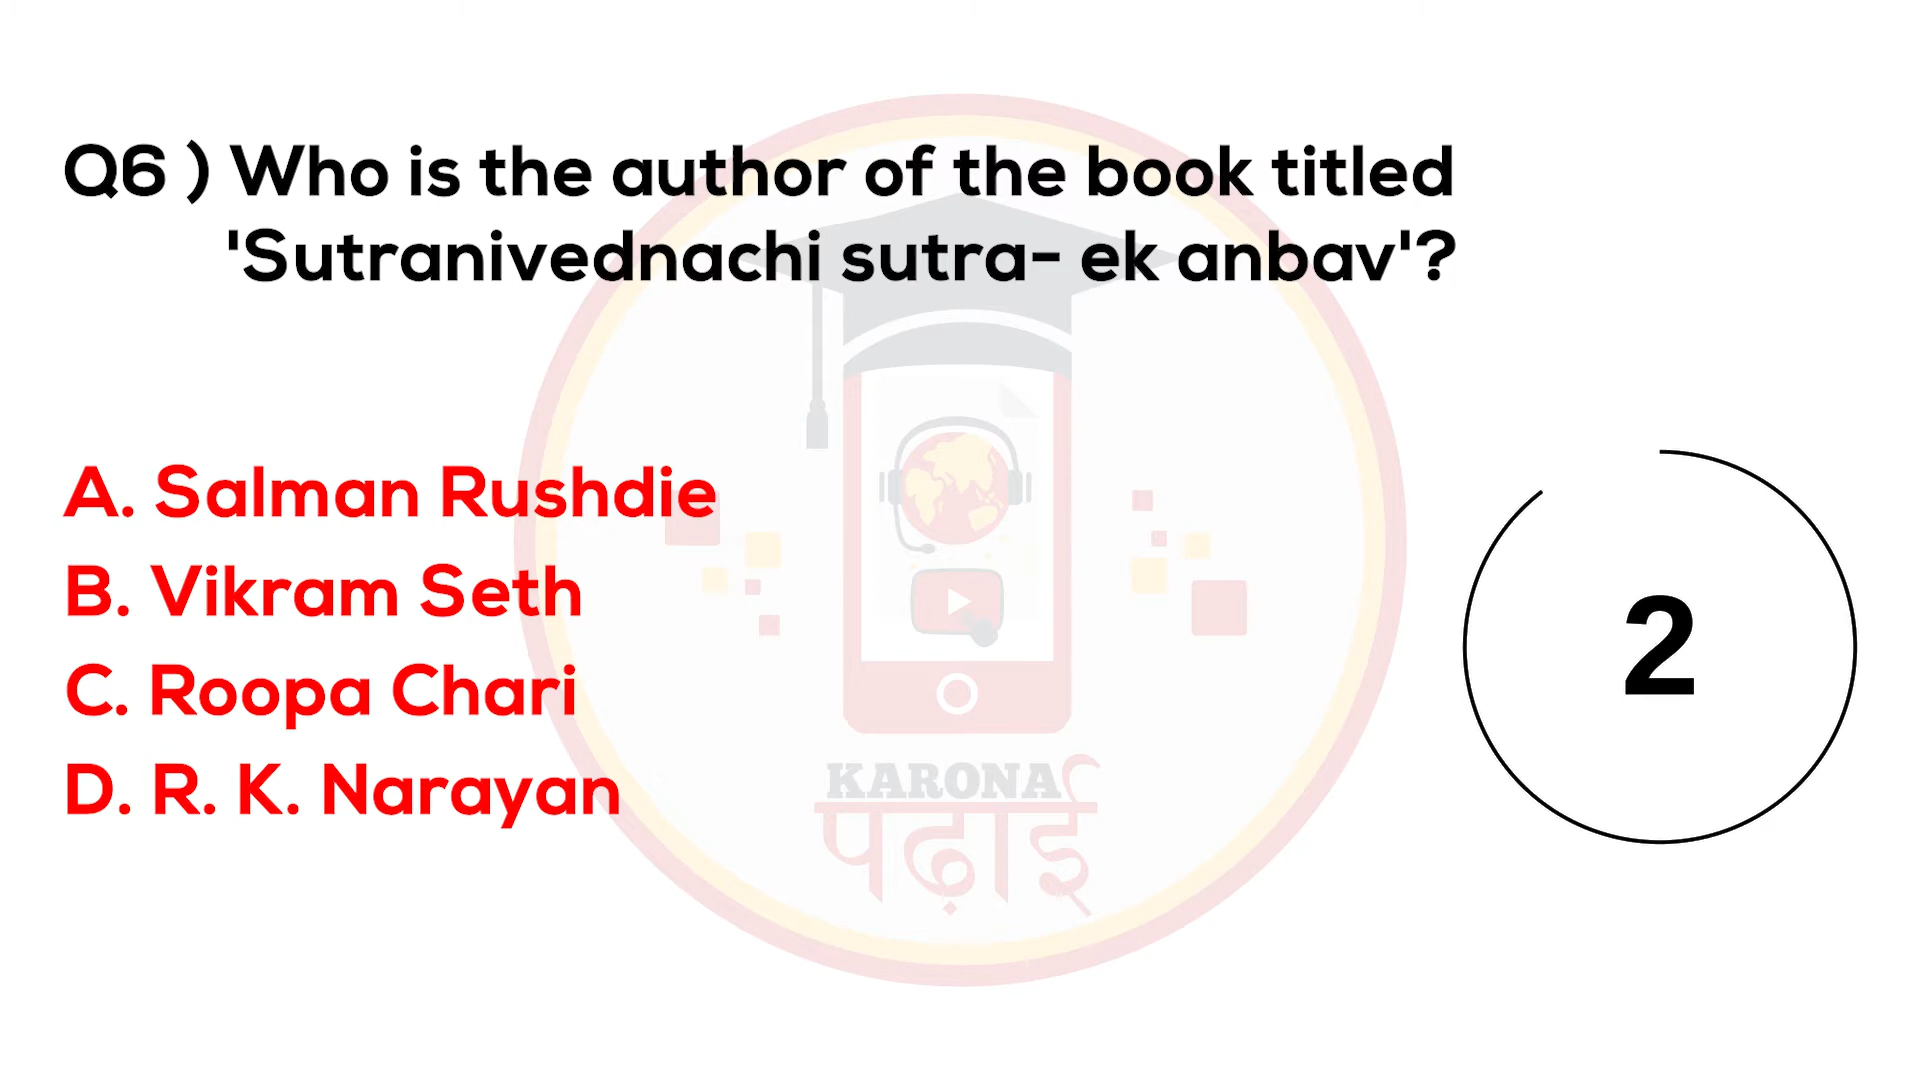 Q6 ) Who is the author of the book titled
'Sutranivednachi sutra- ek anbav'?
A. Salman Rushdie
B. Vikram Seth
C. Roopa Chari
D. R. K. Narayan
2
KARONA
पढ़ाई